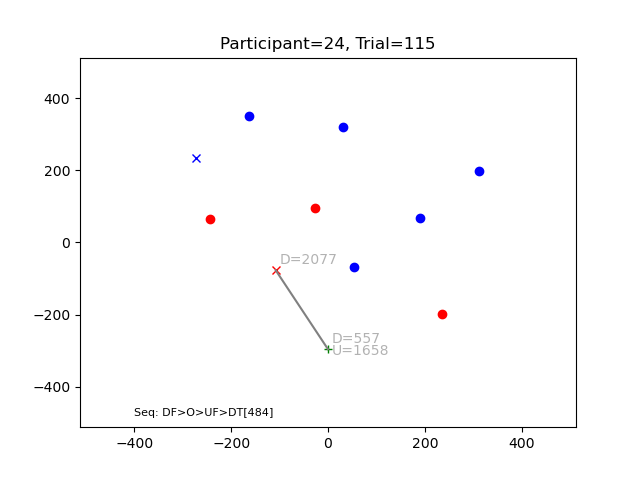 Participant=24, Trial=115
400
200
0
−200
−400
D=2077
D=557
U=1658
Seq: DF>O>UF>DT[484]
−400 −200 0 200 400